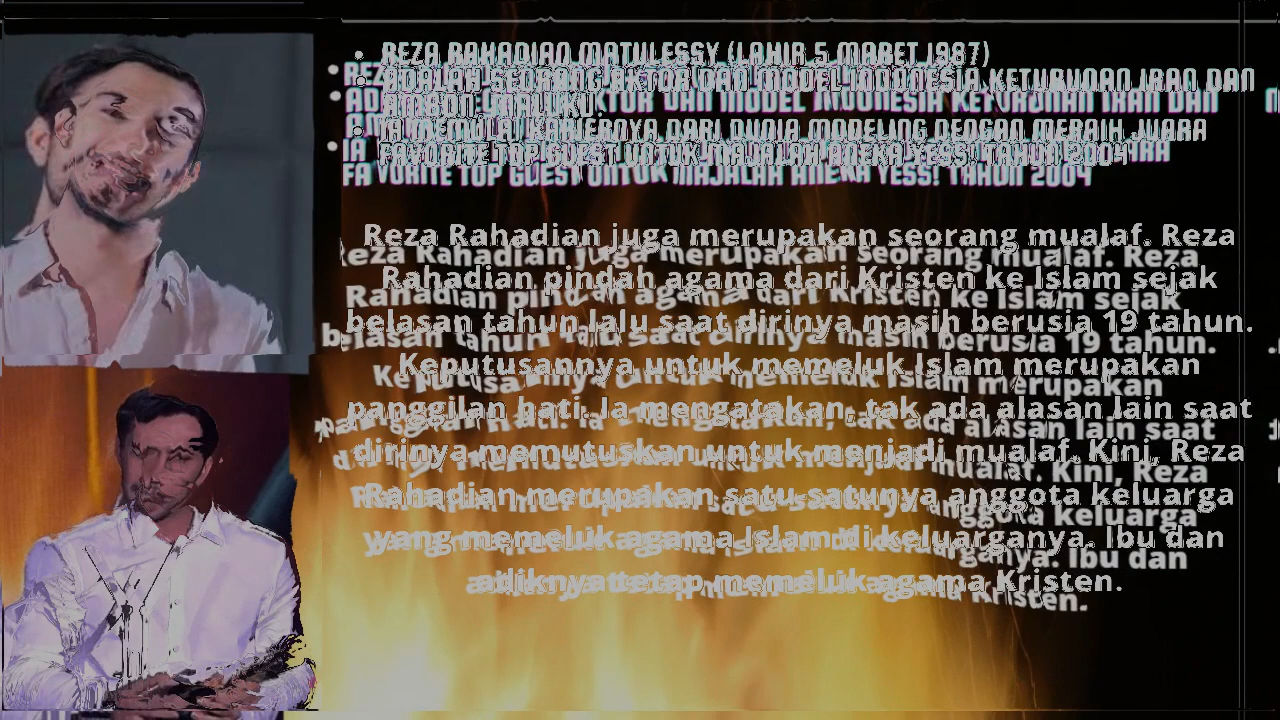 REZA RAHADIAN MATULESSY (LAHIR 5 MARET 1987)
ADALAH SEORANG AKTOR DAN MODEL INDONESIA KETURUNAN IRAN DAN
AMBON, MALUKU.
IA MEMULAI KARIERNYA DARI DUNIA MODELING DENGAN MERAIH JUARA
FAVORITE TOP GUEST UNTUK MAJALAH ANEKA YESS! TAHUN 2004
Reza Rahadian juga merupakan seorang mualaf. Reza
Rahadian pindah agama dari Kristen ke Islam sejak
belasan tahun lalu saat dirinya masih berusia 19 tahun.
Keputusannya untuk memeluk Islam merupakan
panggilan hati. Ia mengatakan, tak ada alasan lain saat
dirinya memutuskan untuk menjadi mualaf. Kini, Reza
Rahadian merupakan satu-satunya anggota keluarga
yang memeluk agama Islam di keluarganya. Ibu dan
adiknya tetap memeluk agama Kristen.